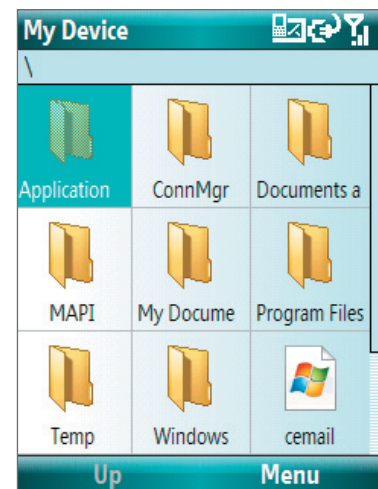 My Device
\
Application ConnMgr Documents a
MAPI My Docume Program Files
Temp Windows cemail
Up Menu